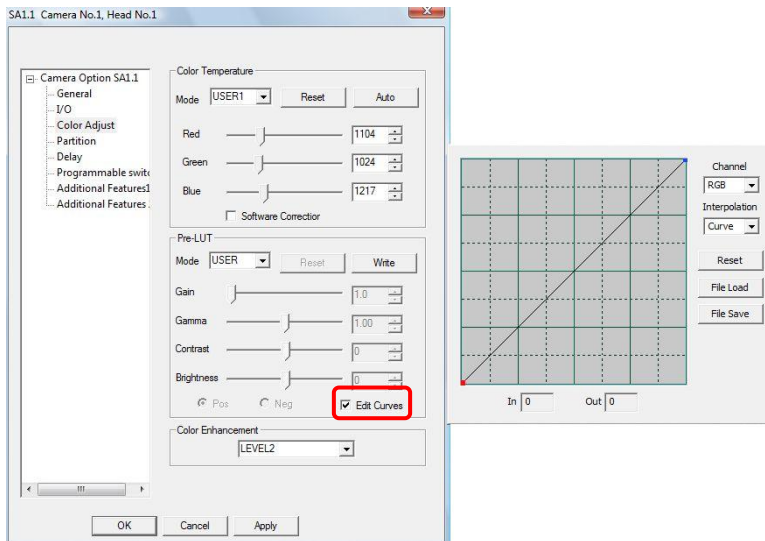 SA1.1 Camera No.1, Head No.1
Camera Option SA1.1
General
I/O
Color Adjust
Partition
Delay
Programmable switc
Additional Features1
Additional Features
Color Temperature
Mode USER1 Reset Auto
Red 1104
Green 1024
Blue 1217
Software Correctior
Pre-LUT
Mode USER Reset Write
Gain 1.0
Gamma 1.00
Contrast 0
Brightness 0
Pos Neg Edit Curves
Color Enhancement
LEVEL2
OK Cancel Apply
Channel
RGB
Interpolation
Curve
Reset
File Load
File Save
In 0 Out 0